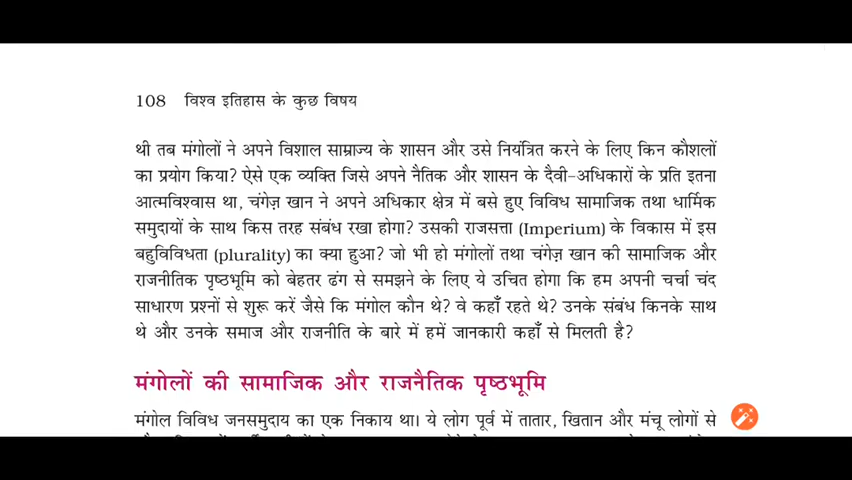 108 विश्व इतिहास के कुछ विषय
थी तब मंगोलों ने अपने विशाल साम्राज्य के शासन और उसे नियंत्रित करने के लिए किन कौशलों
का प्रयोग किया? ऐसे एक व्यक्ति जिसे अपने नैतिक और शासन के दैवी-अधिकारों के प्रति इतना
आत्मविश्वास था, चंगेज़ खान ने अपने अधिकार क्षेत्र में बसे हुए विविध सामाजिक तथा धार्मिक
समुदायों के साथ किस तरह संबंध रखा होगा? उसकी राजसत्ता (Imperium) के विकास में इस
बहुविविधता (plurality) का क्या हुआ? जो भी हो मंगोलों तथा चंगेज़ खान की सामाजिक और
राजनीतिक पृष्ठभूमि को बेहतर ढंग से समझने के लिए ये उचित होगा कि हम अपनी चर्चा चंद
साधारण प्रश्नों से शुरू करें जैसे कि मंगोल कौन थे? वे कहाँ रहते थे? उनके संबंध किनके साथ
थे और उनके समाज और राजनीति के बारे में हमें जानकारी कहाँ से मिलती है?
मंगोलों की सामाजिक और राजनैतिक पृष्ठभूमि
मंगोल विविध जनसमुदाय का एक निकाय था। ये लोग पूर्व में तातार, खितान और मंचू लोगों से